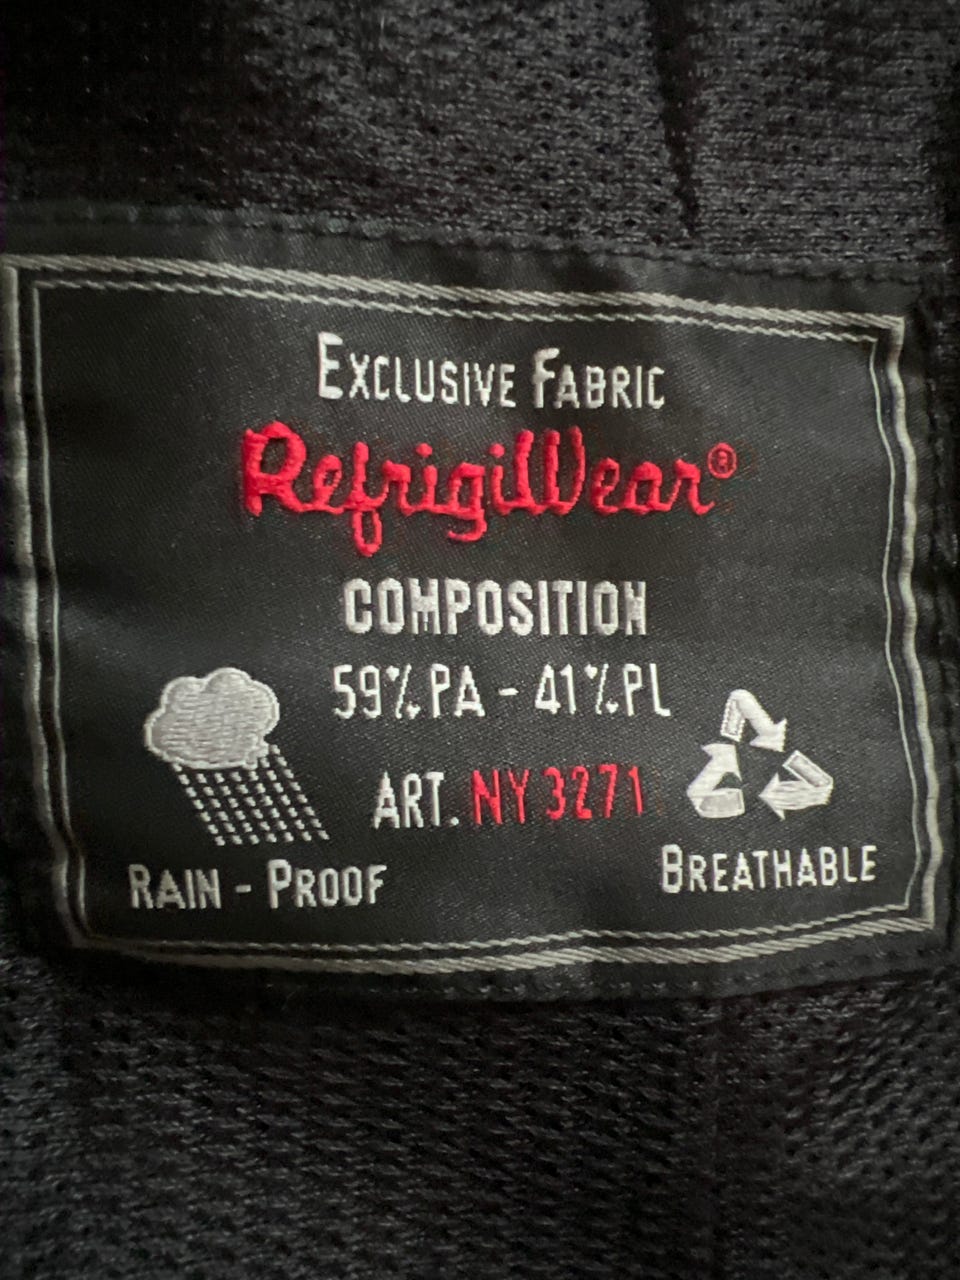 EXCLUSIVE FABRIC
RefrigiWear®
COMPOSITION
59% PA - 41% PL
ART. NY 3271
RAIN - PROOF
BREATHABLE